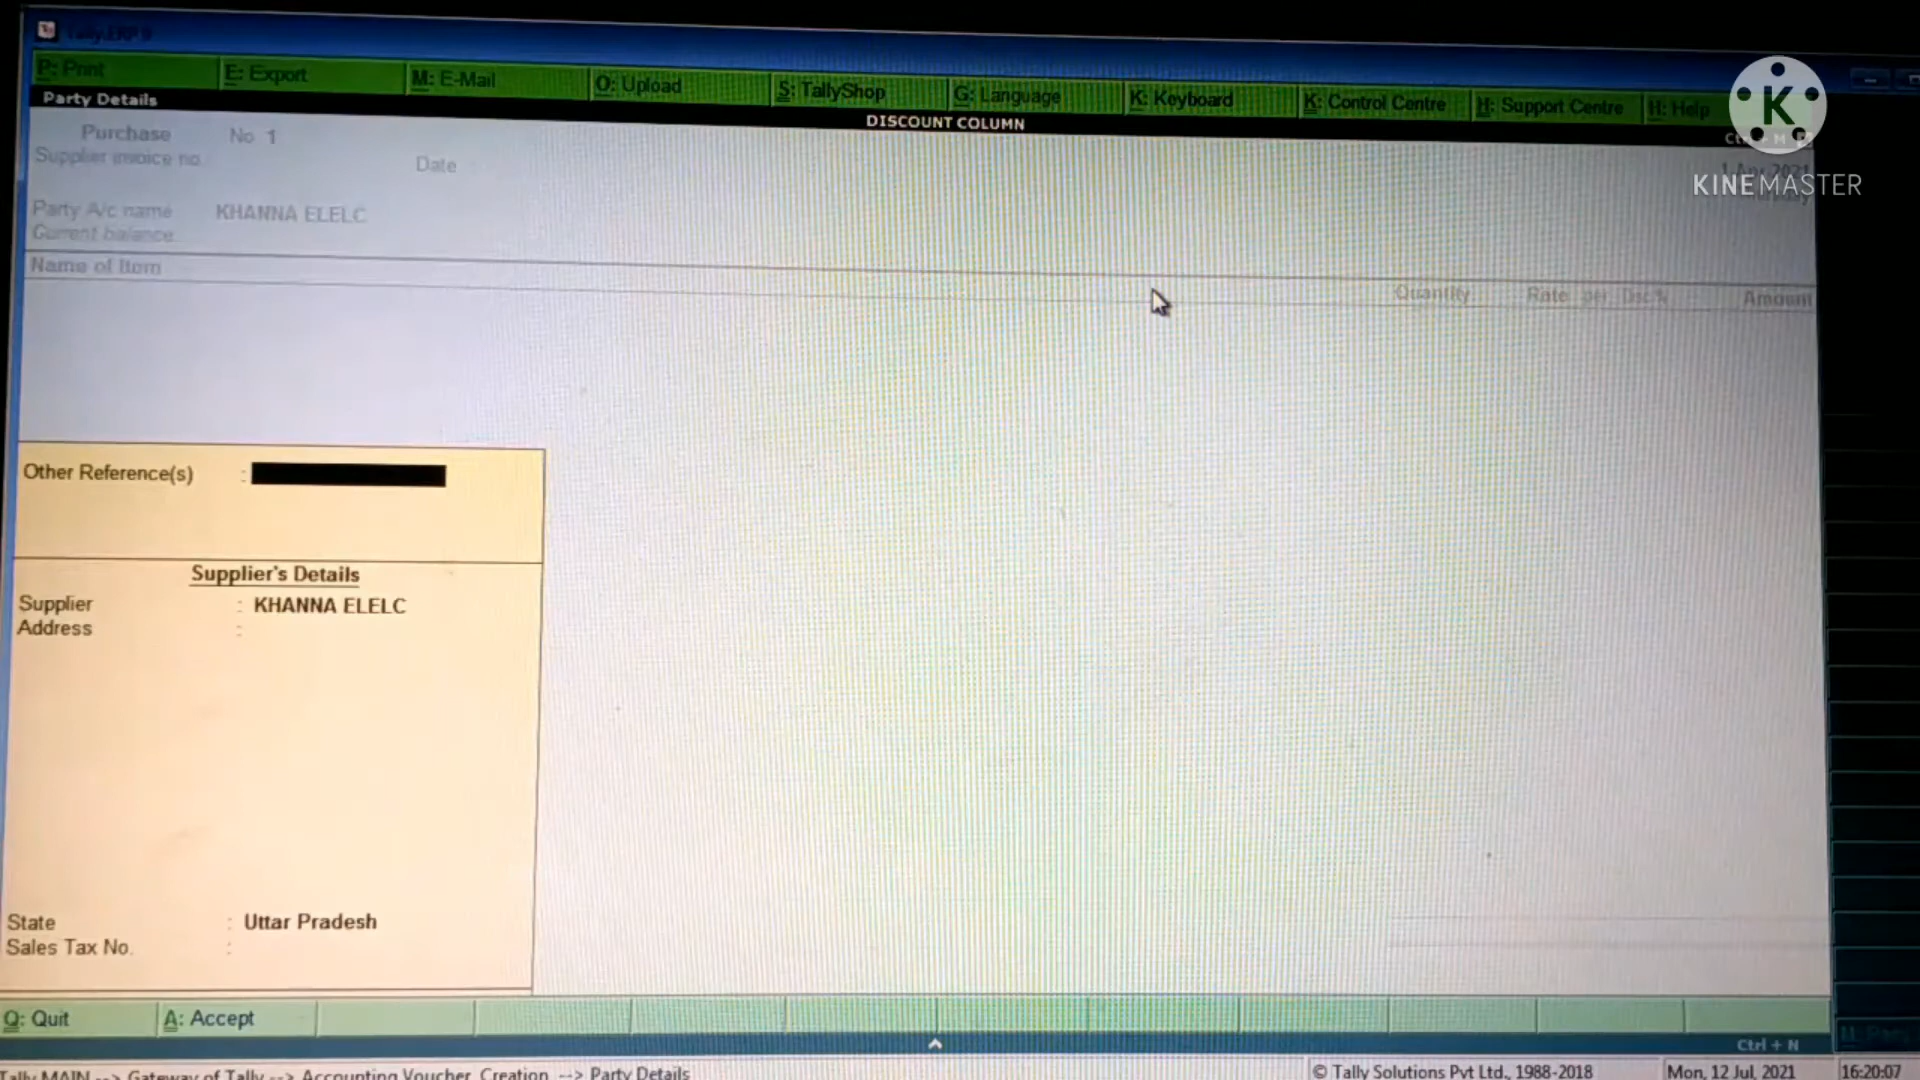 Tally.ERP 9
P: Print E: Export M: E-Mail O: Upload S: TallyShop G: Language K: Keyboard K: Control Centre H: Support Centre H: Help
Party Details DISCOUNT COLUMN
K
KINEMASTER
Purchase No 1
Supplier invoice no. Date
Party A/c name KHANNA ELELC
Current balance
Name of Item Quantity Rate per Disc % Amount
Other Reference(s) :
Supplier's Details
Supplier : KHANNA ELELC
Address :
State : Uttar Pradesh
Sales Tax No. :
Q: Quit A: Accept
Ctrl + N
Tally MAIN --> Gateway of Tally --> Accounting Voucher Creation --> Party Details © Tally Solutions Pvt Ltd., 1988-2018 Mon, 12 Jul, 2021 16:20:07